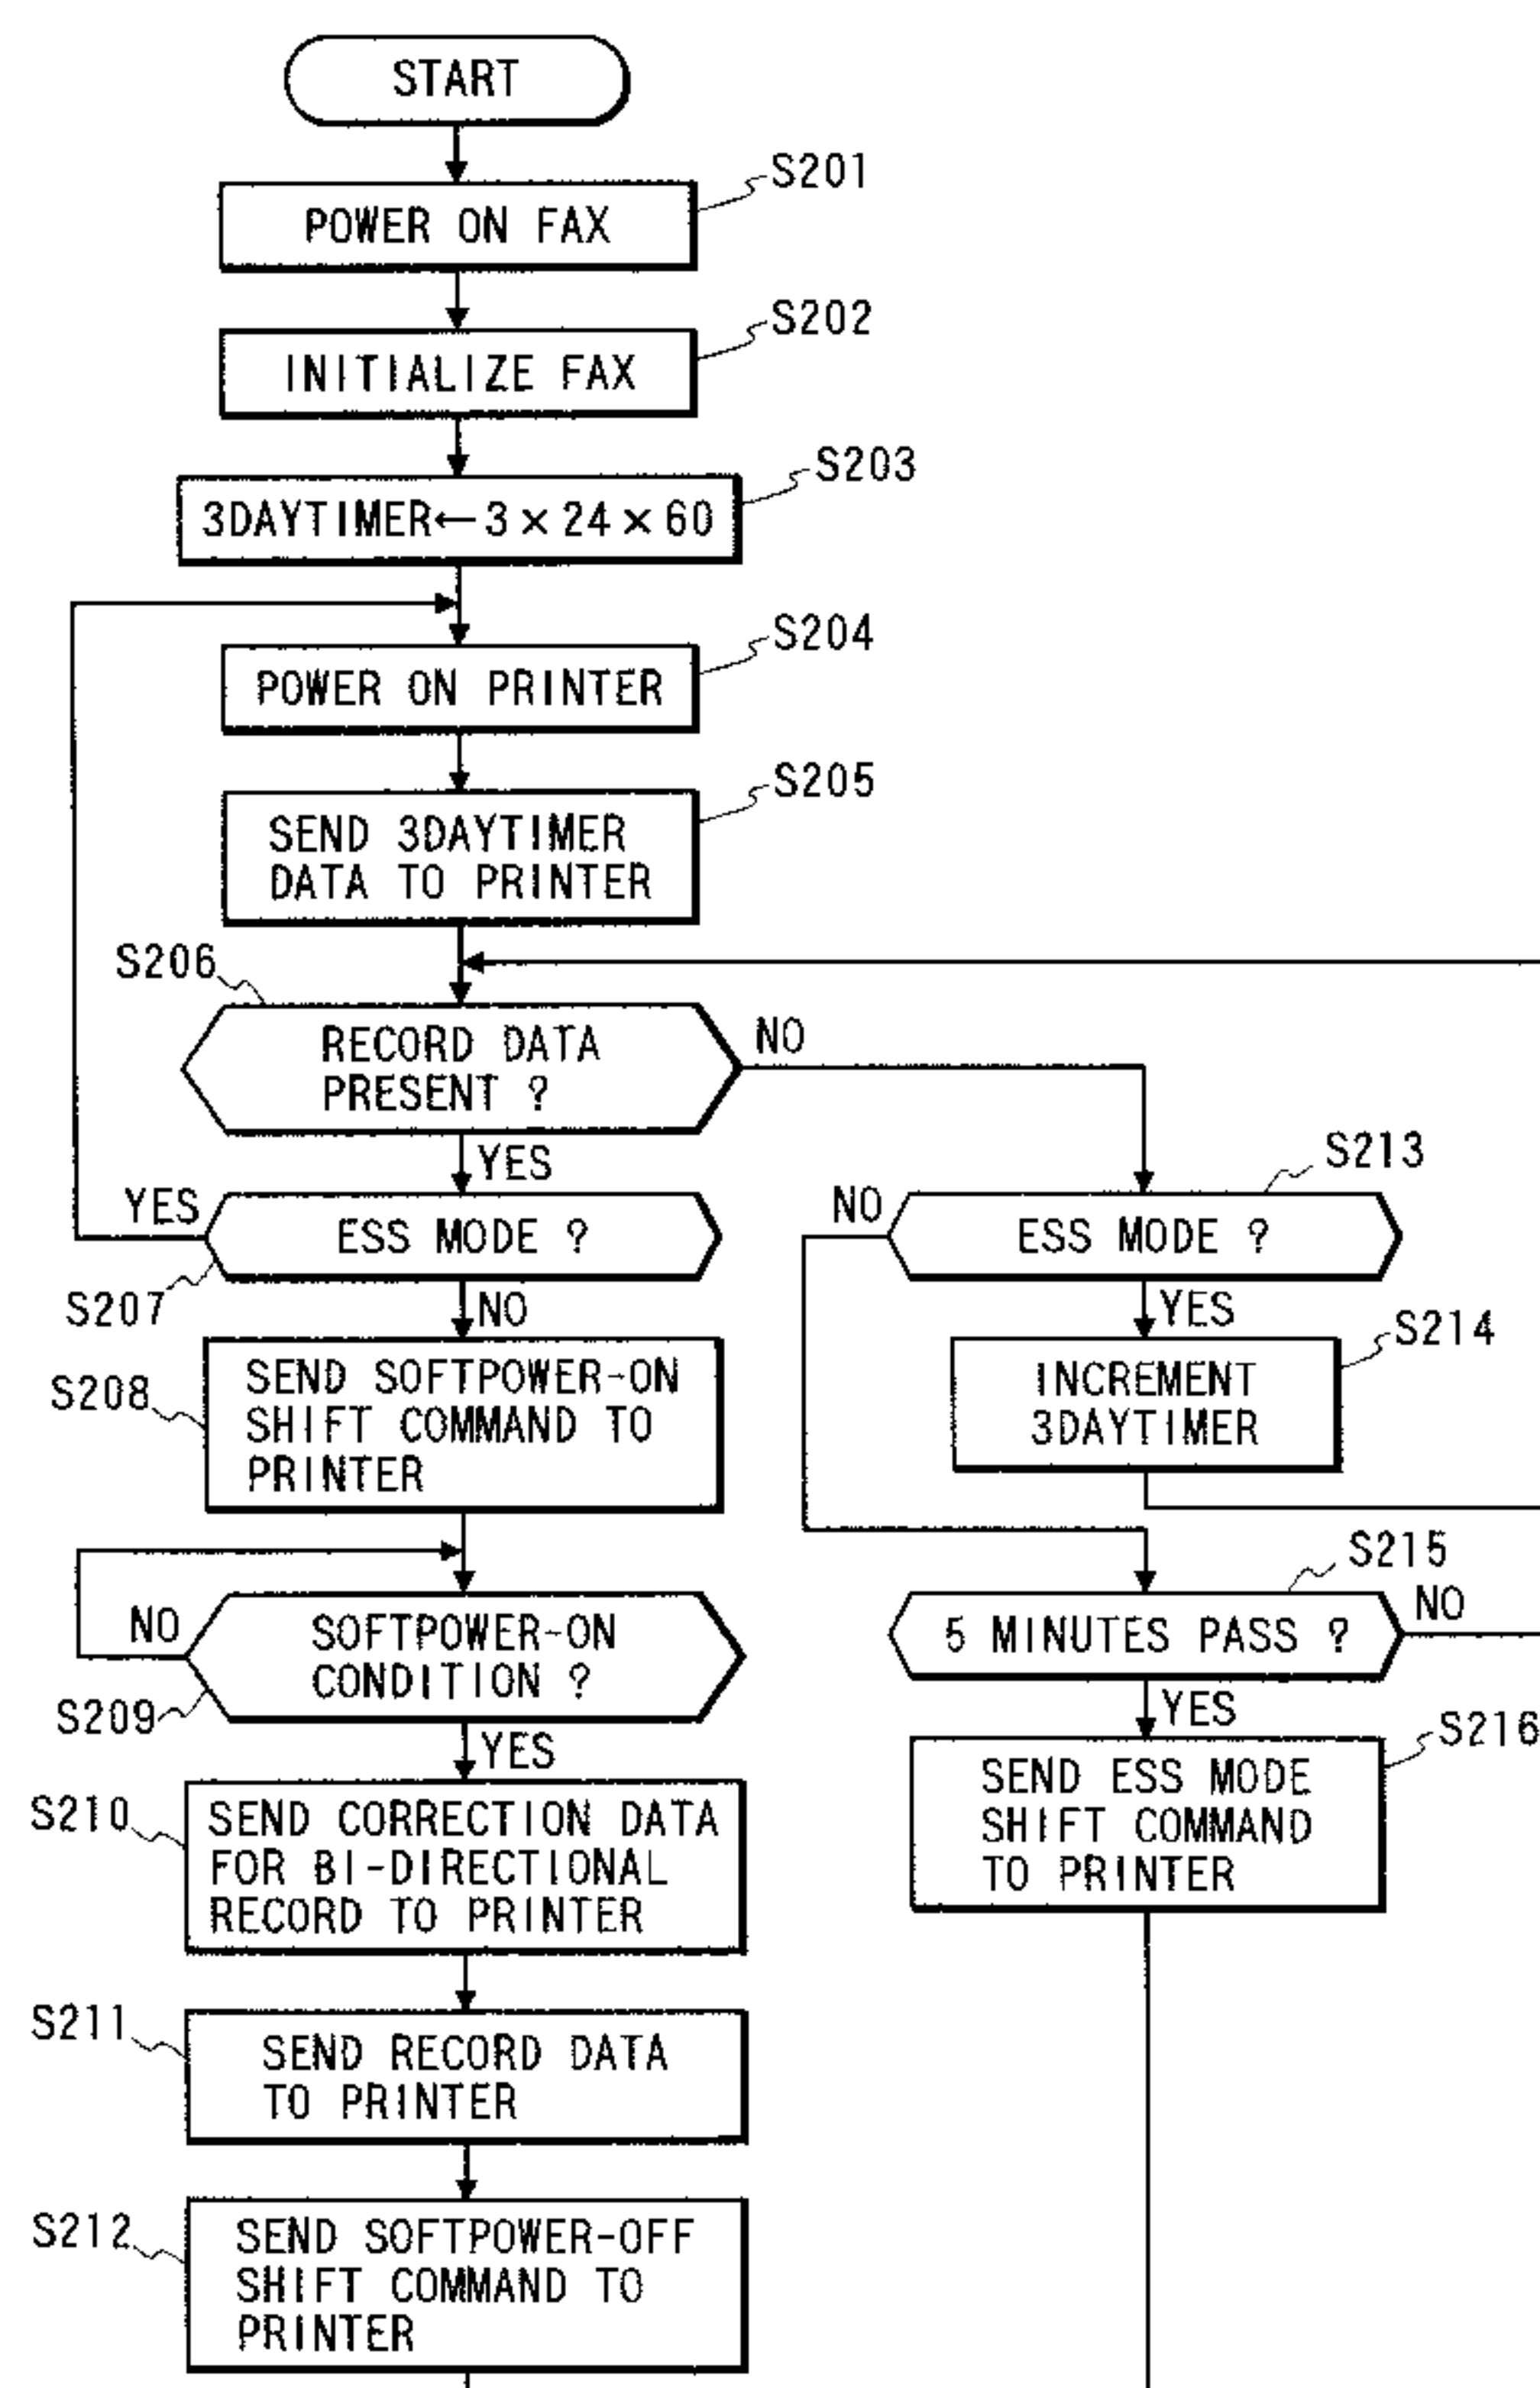 START
S201
POWER ON FAX
S202
INITIALIZE FAX
S203
3DAYTIMER←3×24×60
S204
POWER ON PRINTER
S205
SEND 3DAYTIMER
DATA TO PRINTER
S206
RECORD DATA
PRESENT ?
NO
YES
S207
ESS MODE ?
YES
NO
S208
SEND SOFTPOWER-ON
SHIFT COMMAND TO
PRINTER
S209
SOFTPOWER-ON
CONDITION ?
NO
YES
S210
SEND CORRECTION DATA
FOR BI-DIRECTIONAL
RECORD TO PRINTER
S211
SEND RECORD DATA
TO PRINTER
S212
SEND SOFTPOWER-OFF
SHIFT COMMAND TO
PRINTER
S213
ESS MODE ?
NO
YES
S214
INCREMENT
3DAYTIMER
S215
5 MINUTES PASS ?
NO
YES
S216
SEND ESS MODE
SHIFT COMMAND
TO PRINTER